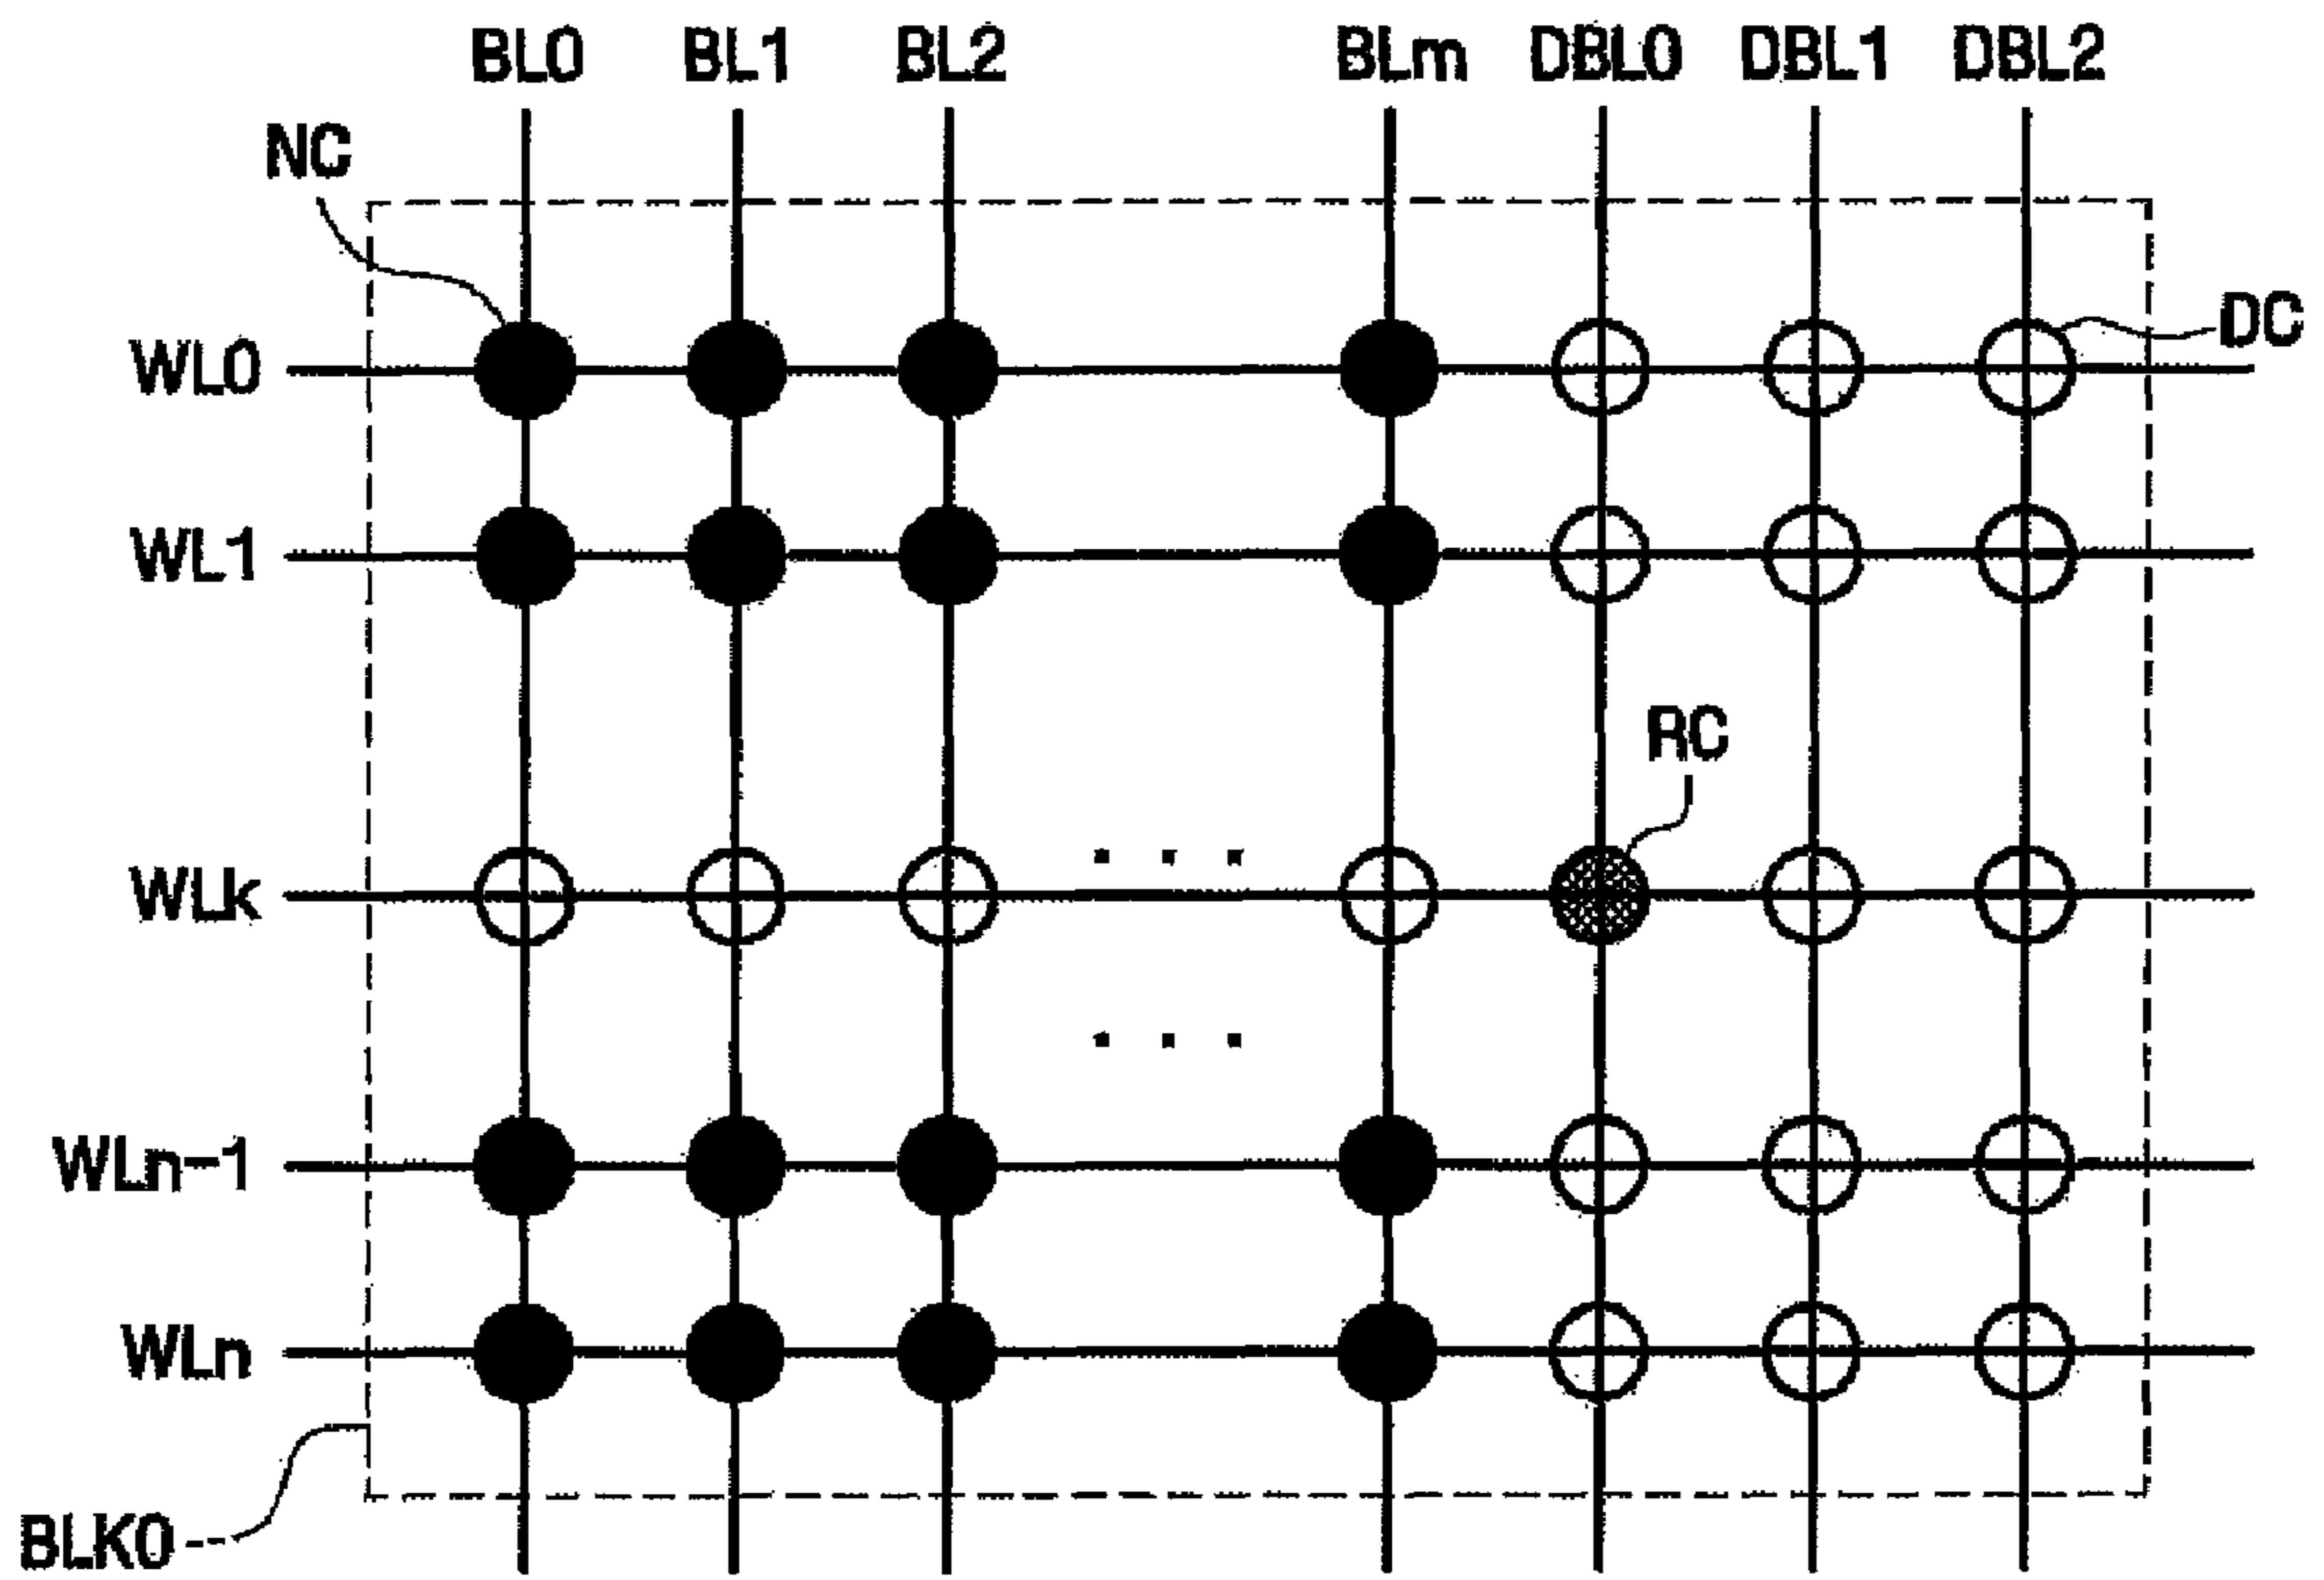 BL0 BL1 BL2 BLm DBL0 DBL1 DBL2
NC
DC
WL0
WL1
RC
WLk
WLn-1
WLn
BLK0